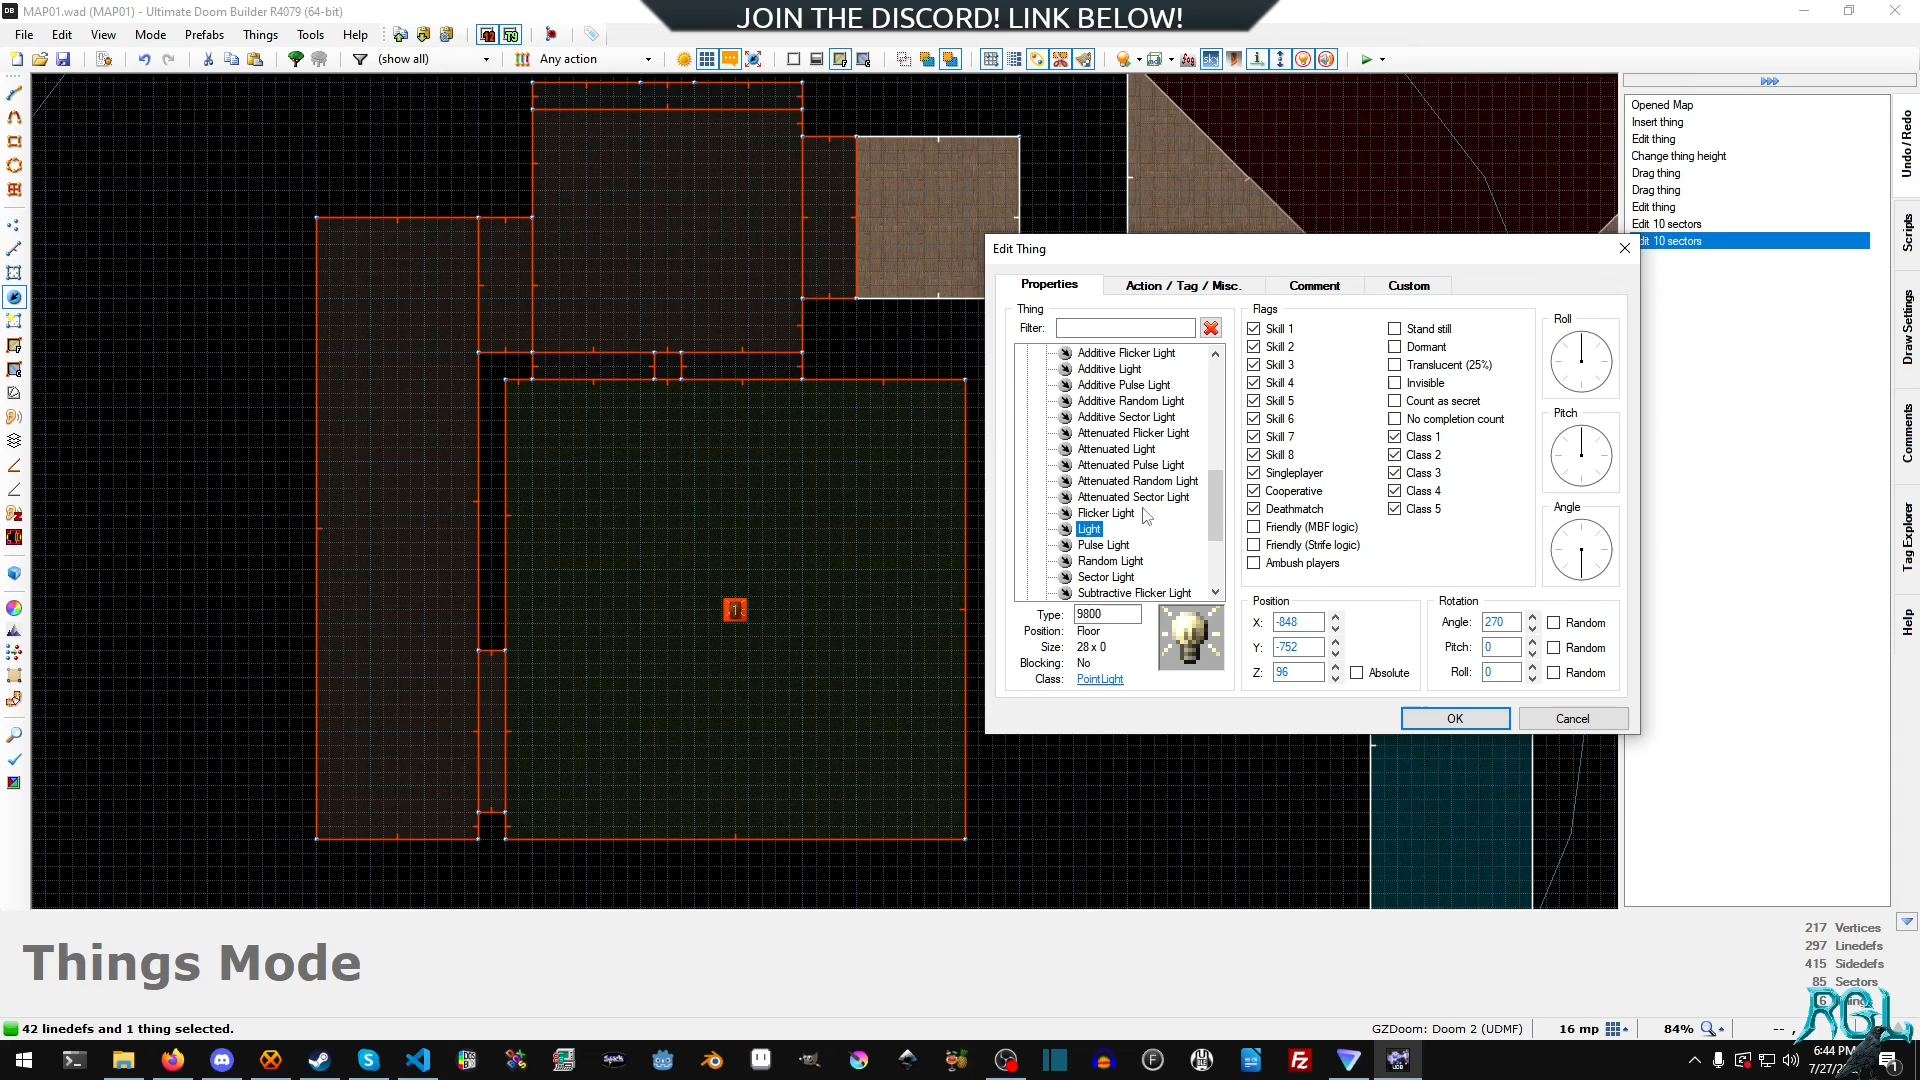 MAP01.wad (MAP01) - Ultimate Doom Builder R4079 (64-bit)
JOIN THE DISCORD! LINK BELOW!
File Edit View Mode Prefabs Things Tools Help
(show all) Any action
Opened Map
Insert thing
Edit thing
Change thing height
Drag thing
Drag thing
Edit thing
Edit 10 sectors
Edit 10 sectors
Undo / Redo
Scripts
Draw Settings
Comments
Tag Explorer
Help
Edit Thing
Properties Action / Tag / Misc. Comment Custom
Thing
Filter:
Additive Flicker Light
Additive Light
Additive Pulse Light
Additive Random Light
Additive Sector Light
Attenuated Flicker Light
Attenuated Light
Attenuated Pulse Light
Attenuated Random Light
Attenuated Sector Light
Flicker Light
Light
Pulse Light
Random Light
Sector Light
Subtractive Flicker Light
Type: 9800
Position: Floor
Size: 28 x 0
Blocking: No
Class: PointLight
Flags
Skill 1
Skill 2
Skill 3
Skill 4
Skill 5
Skill 6
Skill 7
Skill 8
Singleplayer
Cooperative
Deathmatch
Friendly (MBF logic)
Friendly (Strife logic)
Ambush players
Stand still
Dormant
Translucent (25%)
Invisible
Count as secret
No completion count
Class 1
Class 2
Class 3
Class 4
Class 5
Roll
Pitch
Angle
Position
X: -848
Y: -752
Z: 96 Absolute
Rotation
Angle: 270 Random
Pitch: 0 Random
Roll: 0 Random
OK Cancel
1
Things Mode
217 Vertices
297 Linedefs
415 Sidedefs
85 Sectors
6 Things
RGL
42 linedefs and 1 thing selected.
GZDoom: Doom 2 (UDMF) 16 mp 84% -- ,
6:44 PM